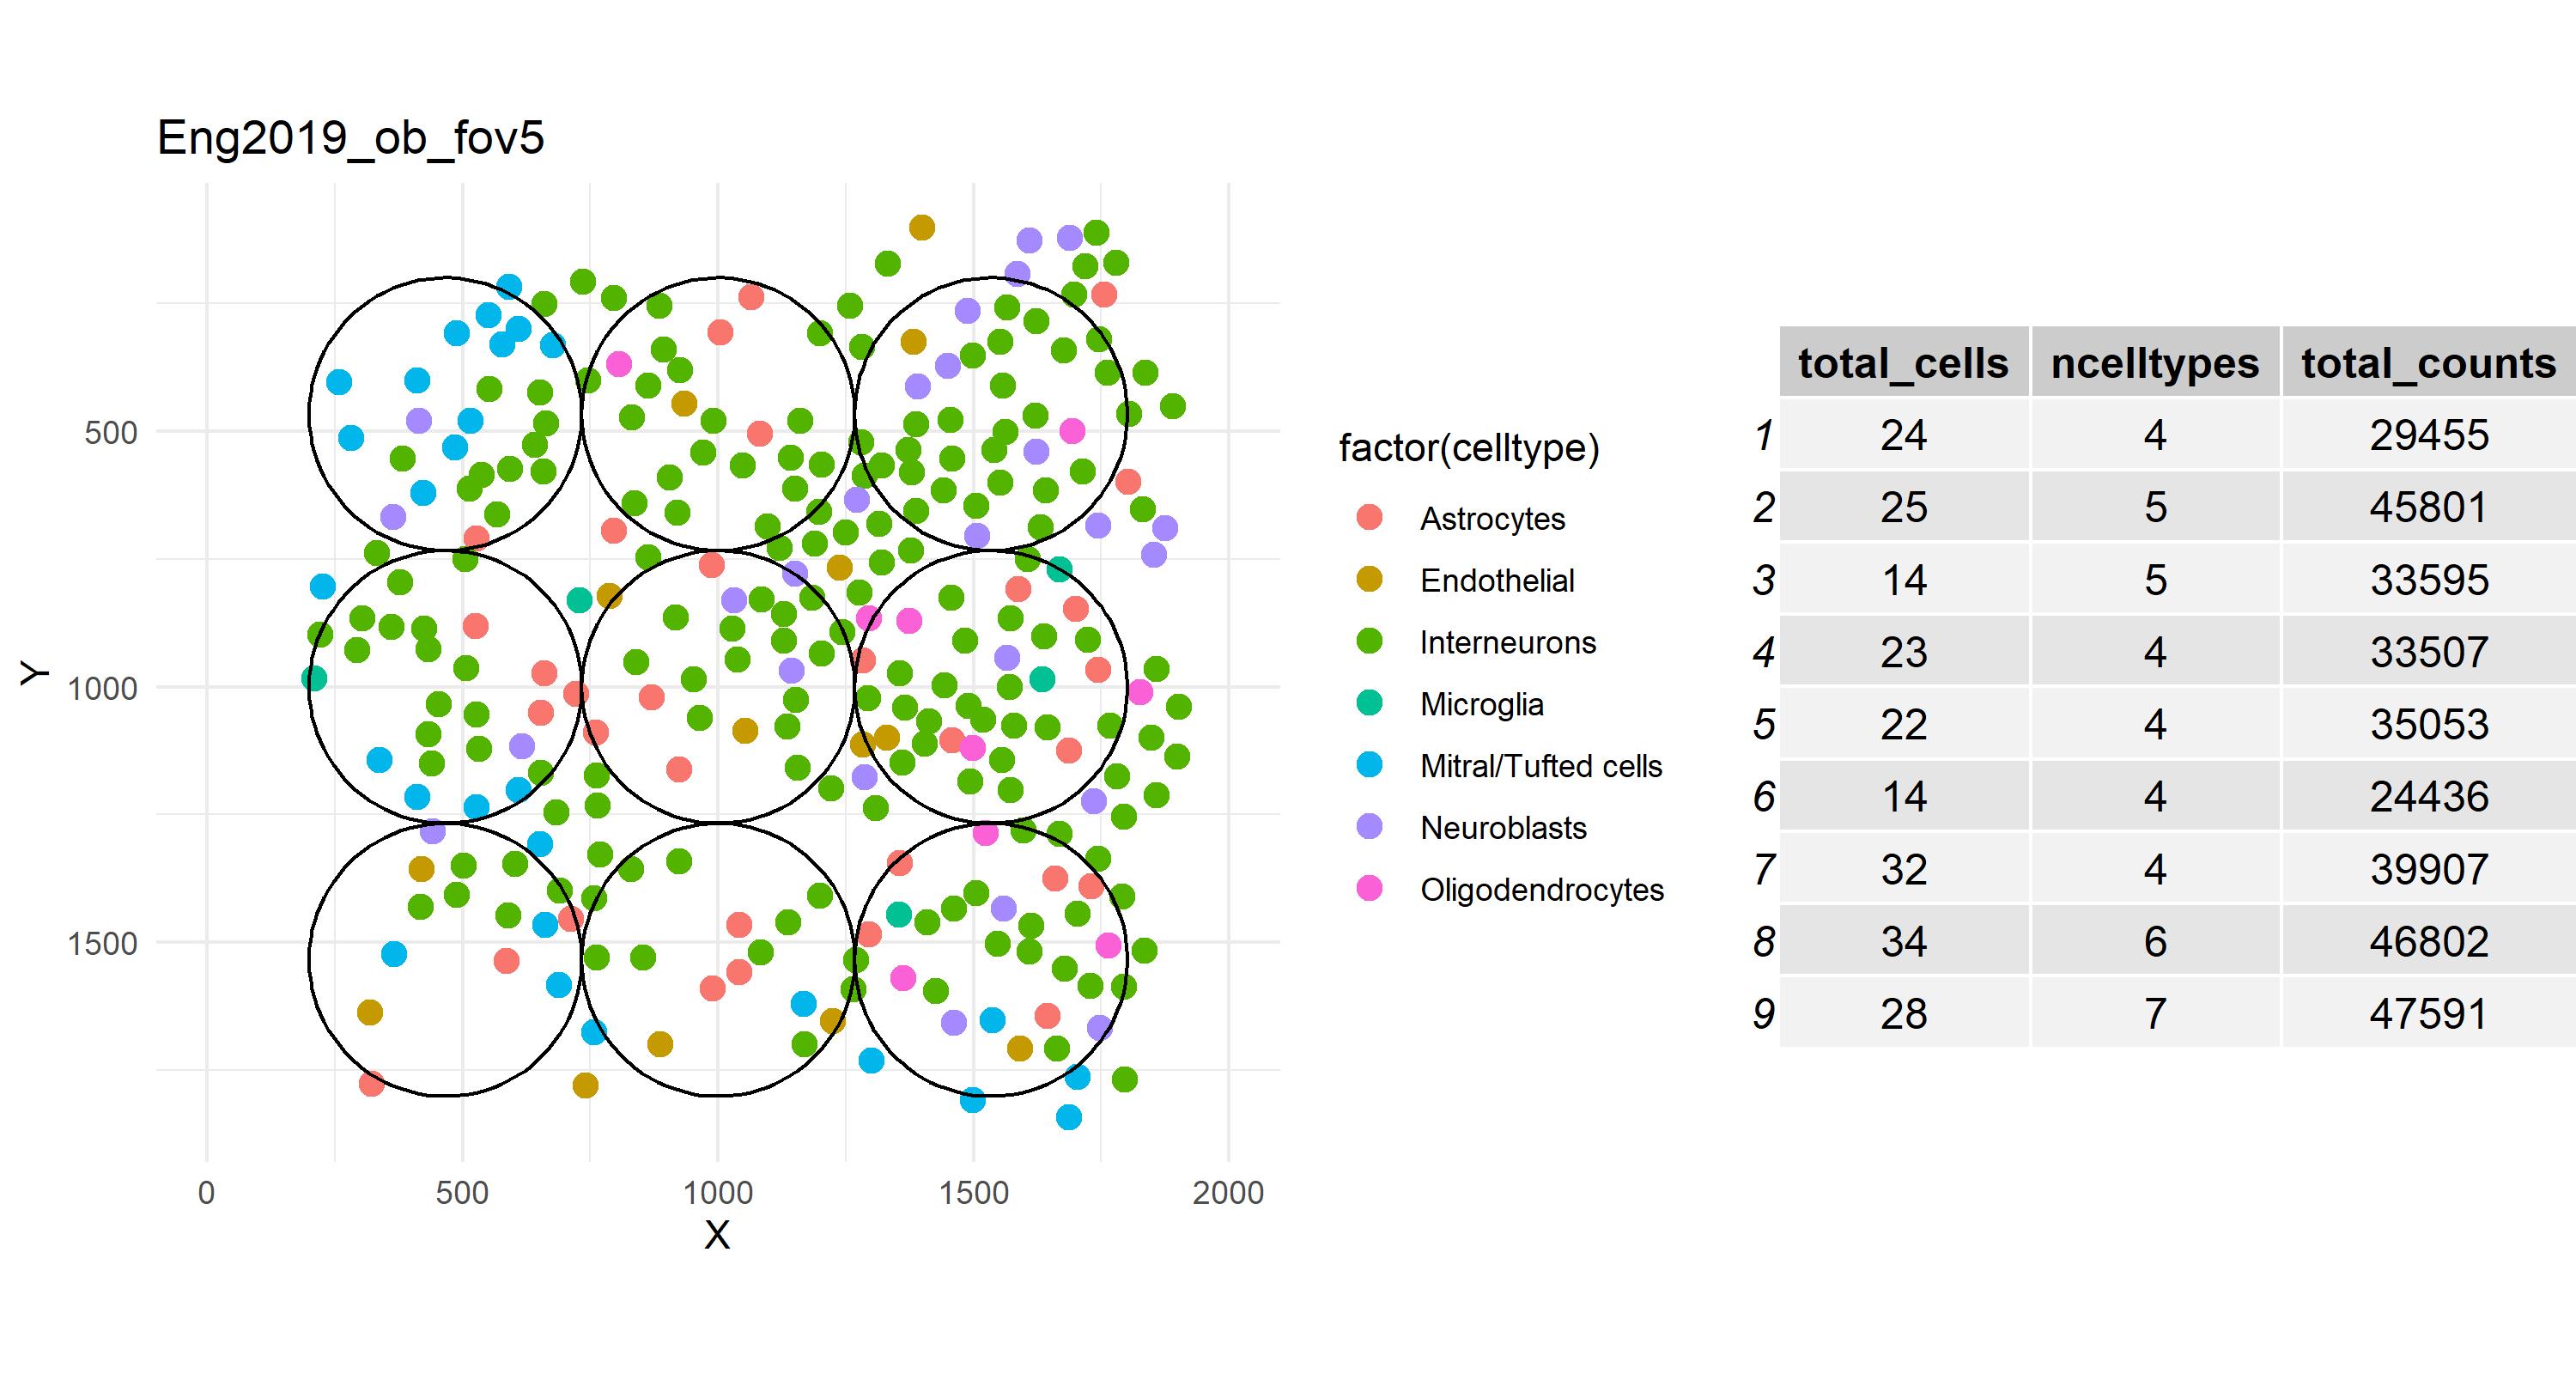 Eng2019_ob_fov5
500
1000
1500
Y
0 500 1000 1500 2000
X
factor(celltype)
Astrocytes
Endothelial
Interneurons
Microglia
Mitral/Tufted cells
Neuroblasts
Oligodendrocytes
total_cells ncelltypes total_counts
1 24 4 29455
2 25 5 45801
3 14 5 33595
4 23 4 33507
5 22 4 35053
6 14 4 24436
7 32 4 39907
8 34 6 46802
9 28 7 47591